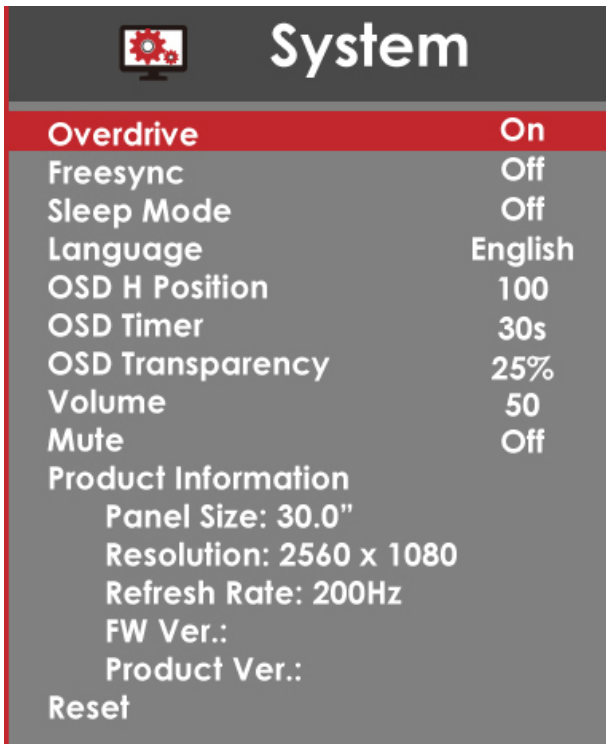 System
Overdrive On
Freesync Off
Sleep Mode Off
Language English
OSD H Position 100
OSD Timer 30s
OSD Transparency 25%
Volume 50
Mute Off
Product Information
Panel Size: 30.0”
Resolution: 2560 x 1080
Refresh Rate: 200Hz
FW Ver.:
Product Ver.:
Reset